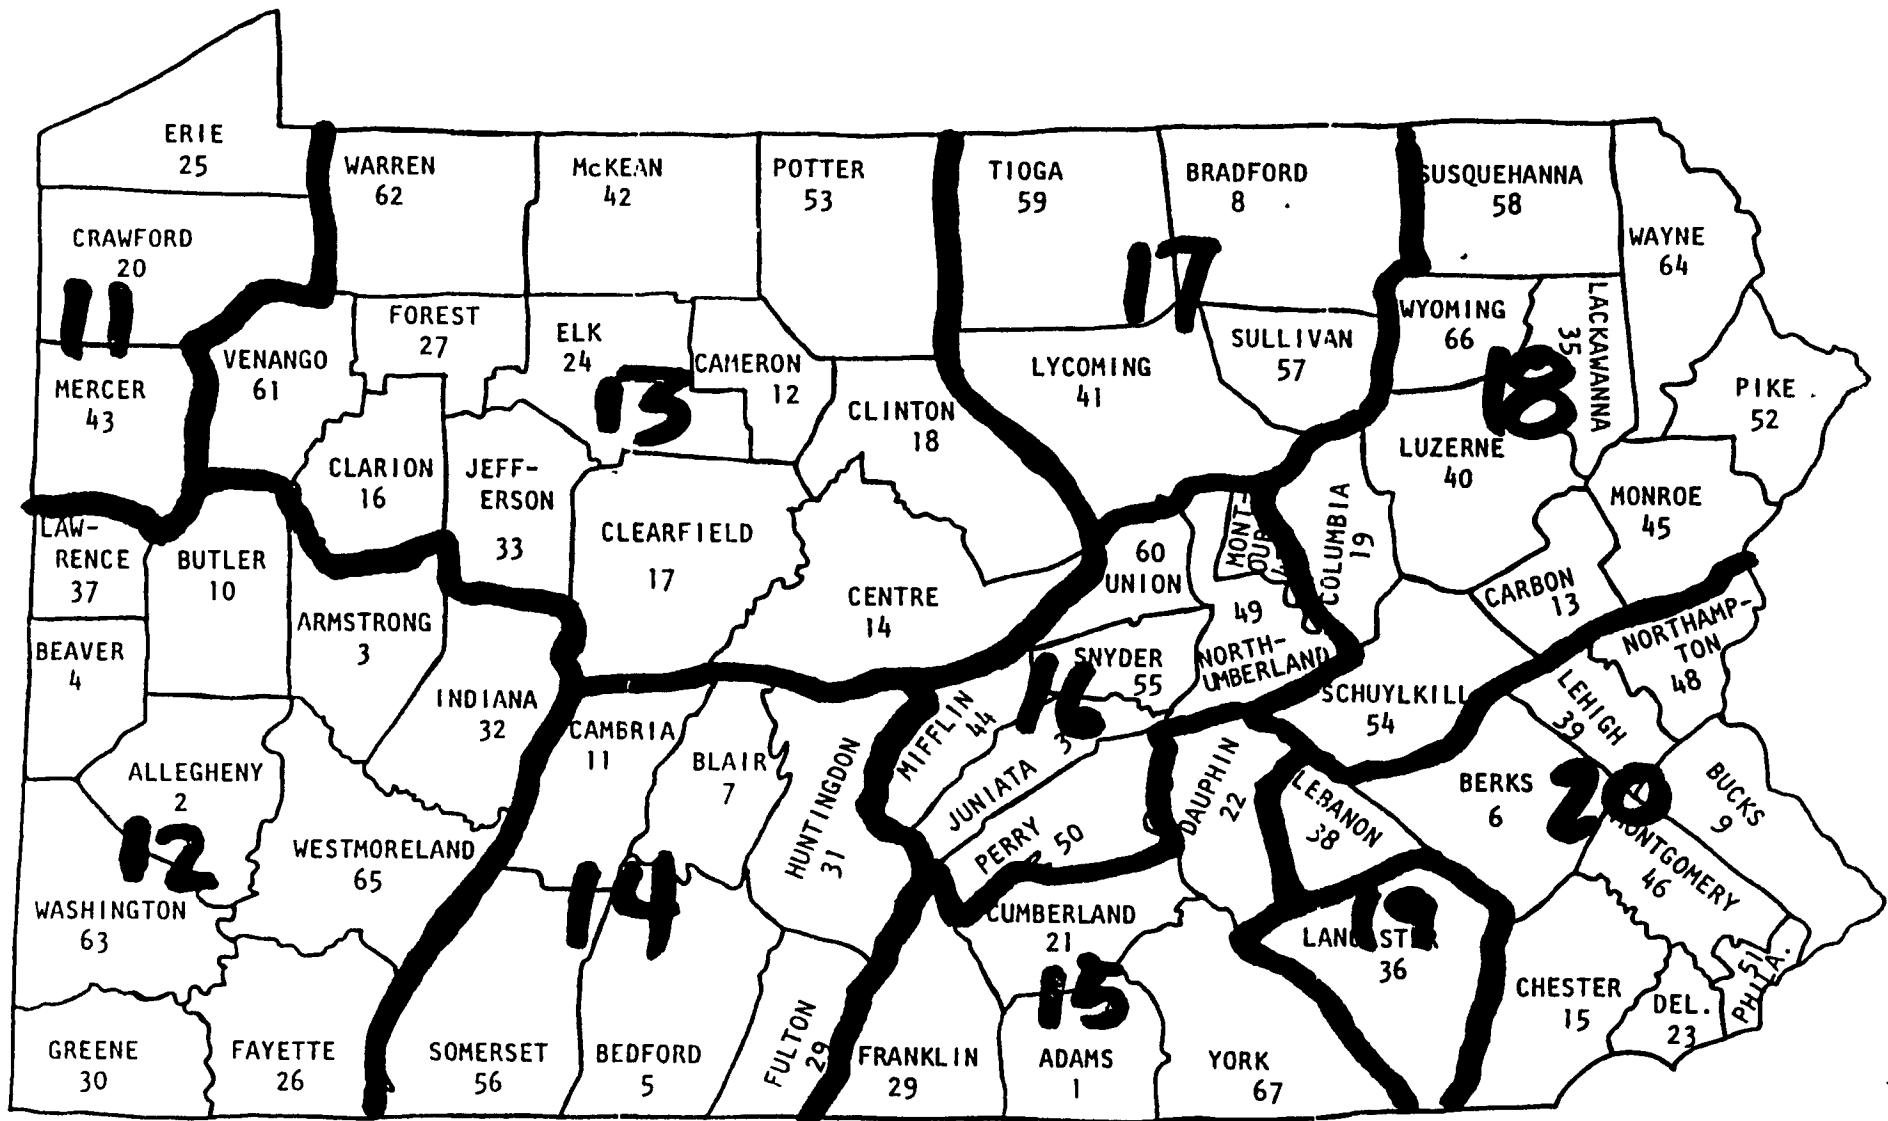 ERIE
25
WARREN
62
McKEAN
42
POTTER
53
TIOGA
59
BRADFORD
8
SUSQUEHANNA
58
WAYNE
64
CRAWFORD
20
11
17
MERCER
43
VENANGO
61
FOREST
27
ELK
24
CAMERON
12
13
CLINTON
18
LYCOMING
41
SULLIVAN
57
WYOMING
66
LACKAWANNA
35
18
PIKE
52
LUZERNE
40
MONROE
45
CLARION
16
JEFF-
ERSON
33
CLEARFIELD
17
CENTRE
14
60
UNION
MONT-
OUR
COLUMBIA
19
CARBON
13
NORTHAMP-
TON
48
LAW-
RENCE
37
BUTLER
10
ARMSTRONG
3
BEAVER
4
INDIANA
32
49
NORTH-
UMBERLAND
SNYDER
55
16
SCHUYLKILL
54
LEHIGH
39
MIFFLIN
44
JUNIATA
PERRY
50
CAMBRIA
11
BLAIR
7
HUNTINGDON
31
DAUPHIN
22
LEBANON
38
BERKS
6
20
BUCKS
9
MONTGOMERY
46
ALLEGHENY
2
12
WESTMORELAND
65
WASHINGTON
63
14
CUMBERLAND
21
15
LANCASTER
36
19
CHESTER
15
DEL.
23
PHILA.
51
GREENE
30
FAYETTE
26
SOMERSET
56
BEDFORD
5
FULTON
29
FRANKLIN
29
ADAMS
1
YORK
67